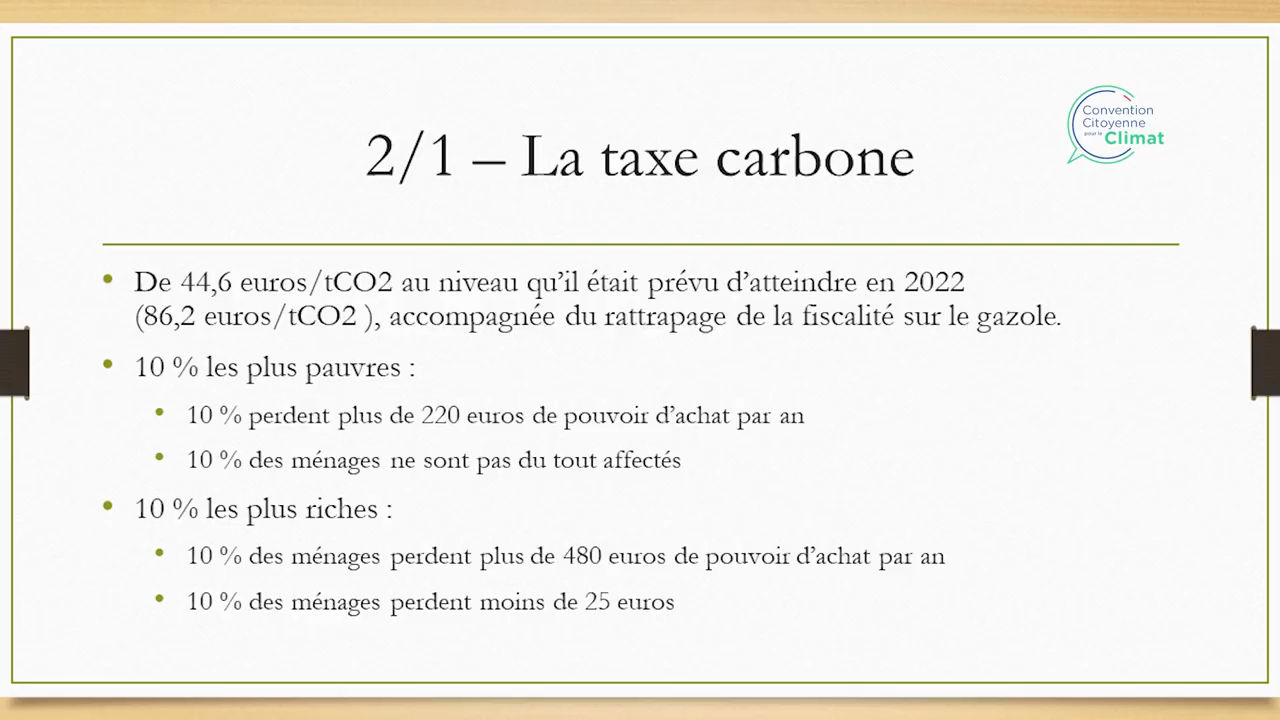 Convention
Citoyenne
pour le Climat
2/1 – La taxe carbone
• De 44,6 euros/tCO2 au niveau qu’il était prévu d’atteindre en 2022
(86,2 euros/tCO2 ), accompagnée du rattrapage de la fiscalité sur le gazole.
• 10 % les plus pauvres :
• 10 % perdent plus de 220 euros de pouvoir d’achat par an
• 10 % des ménages ne sont pas du tout affectés
• 10 % les plus riches :
• 10 % des ménages perdent plus de 480 euros de pouvoir d’achat par an
• 10 % des ménages perdent moins de 25 euros